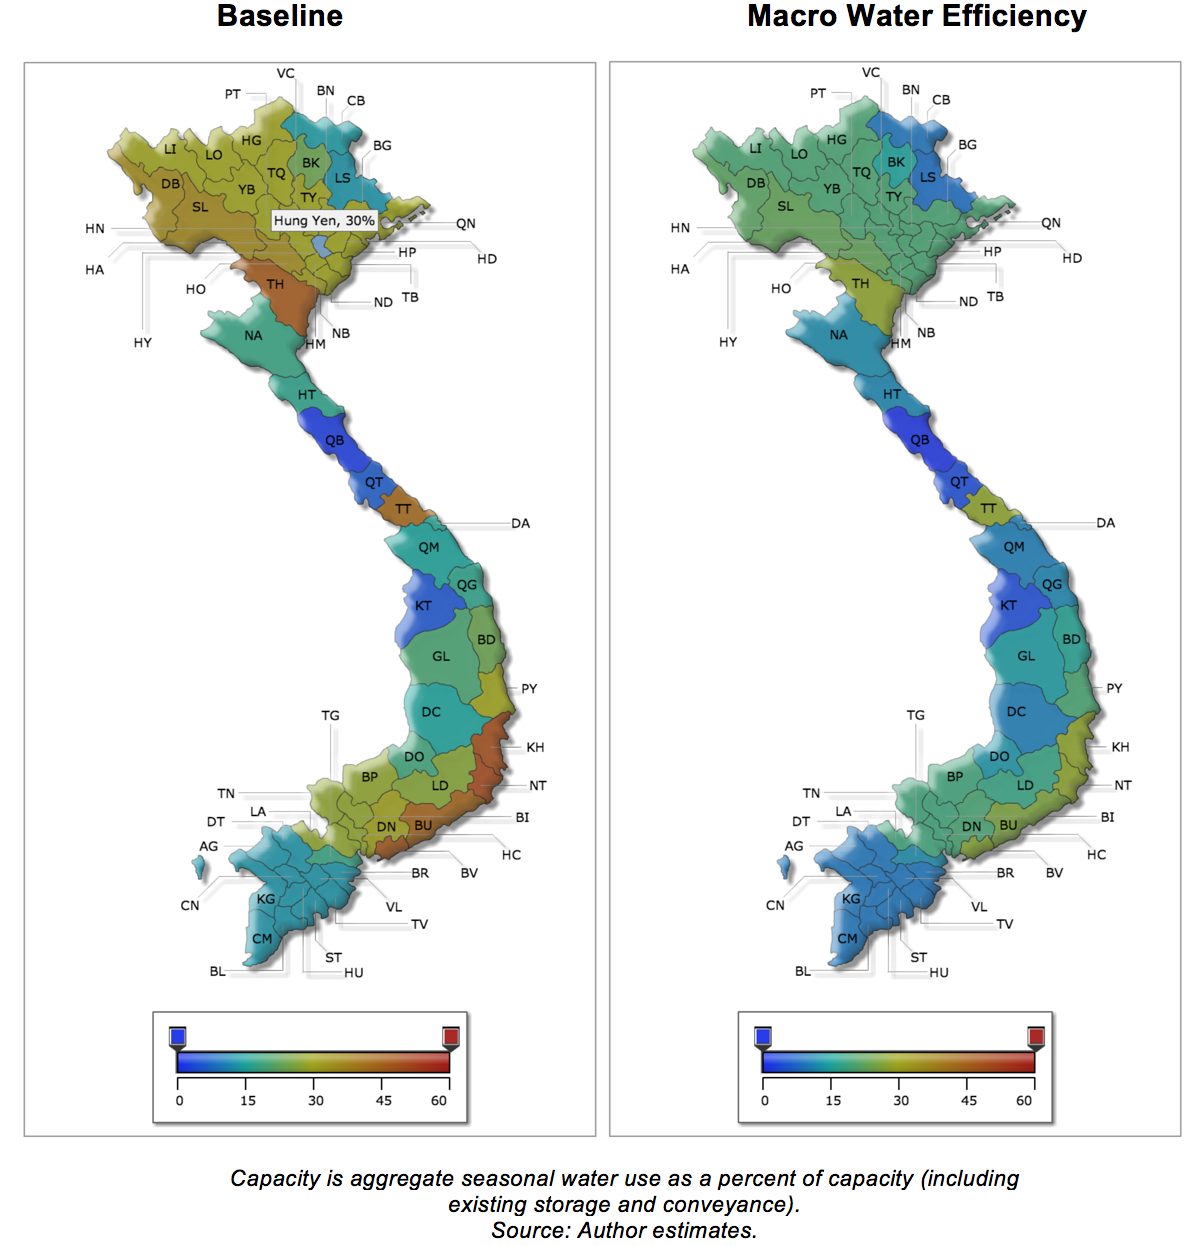 Baseline
VC
PT
BN
CB
BG
LI
LO
HG
TQ
BK
LS
DB
YB
TY
SL
Hung Yen, 30%
QN
HN
HP
HD
HA
HO
TH
TB
ND
NB
HY
HM
NA
HT
QB
QT
TT
DA
QM
QG
KT
BD
GL
PY
DC
TG
KH
DO
BP
LD
NT
TN
LA
BI
DT
DN
BU
AG
HC
BR
BV
CN
KG
VL
TV
CM
ST
BL
HU
0 15 30 45 60
Macro Water Efficiency
VC
PT
BN
CB
BG
LI
LO
HG
TQ
BK
LS
DB
YB
TY
SL
QN
HN
HP
HD
HA
HO
TH
TB
ND
NB
HY
HM
NA
HT
QB
QT
TT
DA
QM
QG
KT
BD
GL
PY
DC
TG
KH
DO
BP
LD
NT
TN
LA
BI
DT
DN
BU
AG
HC
BR
BV
CN
KG
VL
TV
CM
ST
BL
HU
0 15 30 45 60
Capacity is aggregate seasonal water use as a percent of capacity (including
existing storage and conveyance).
Source: Author estimates.